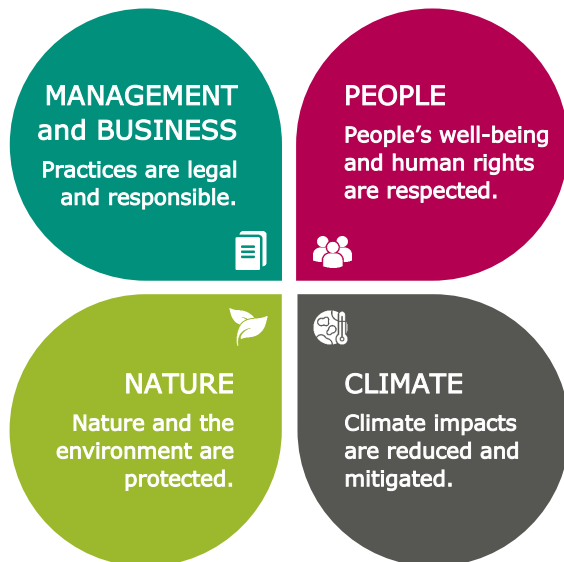 MANAGEMENT
and BUSINESS
Practices are legal
and responsible.
PEOPLE
People’s well-being
and human rights
are respected.
NATURE
Nature and the
environment are
protected.
CLIMATE
Climate impacts
are reduced and
mitigated.